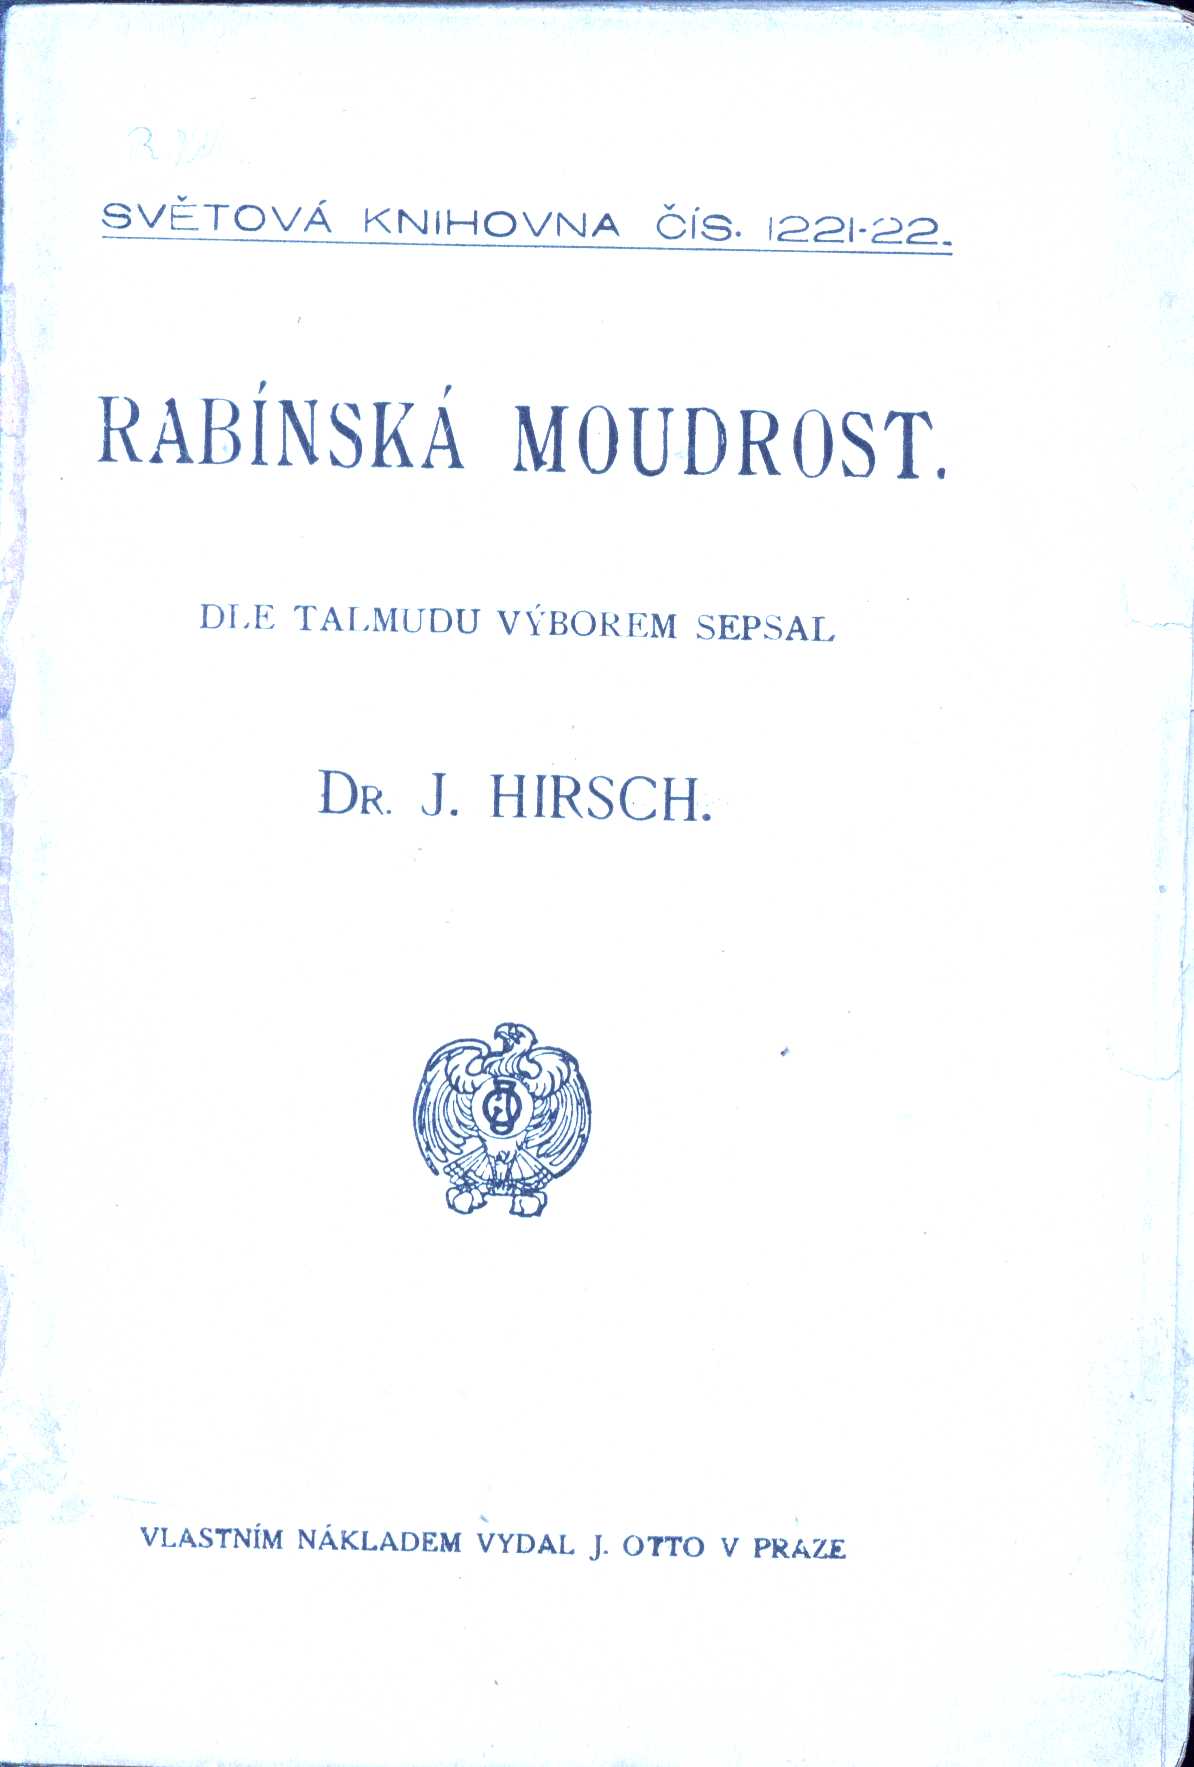 SVĚTOVÁ KNIHOVNA ČÍS. 1221-22.
RABÍNSKÁ MOUDROST.
DLE TALMUDU VÝBOREM SEPSAL
DR. J. HIRSCH.
VLASTNÍM NÁKLADEM VYDAL J. OTTO V PRAZE